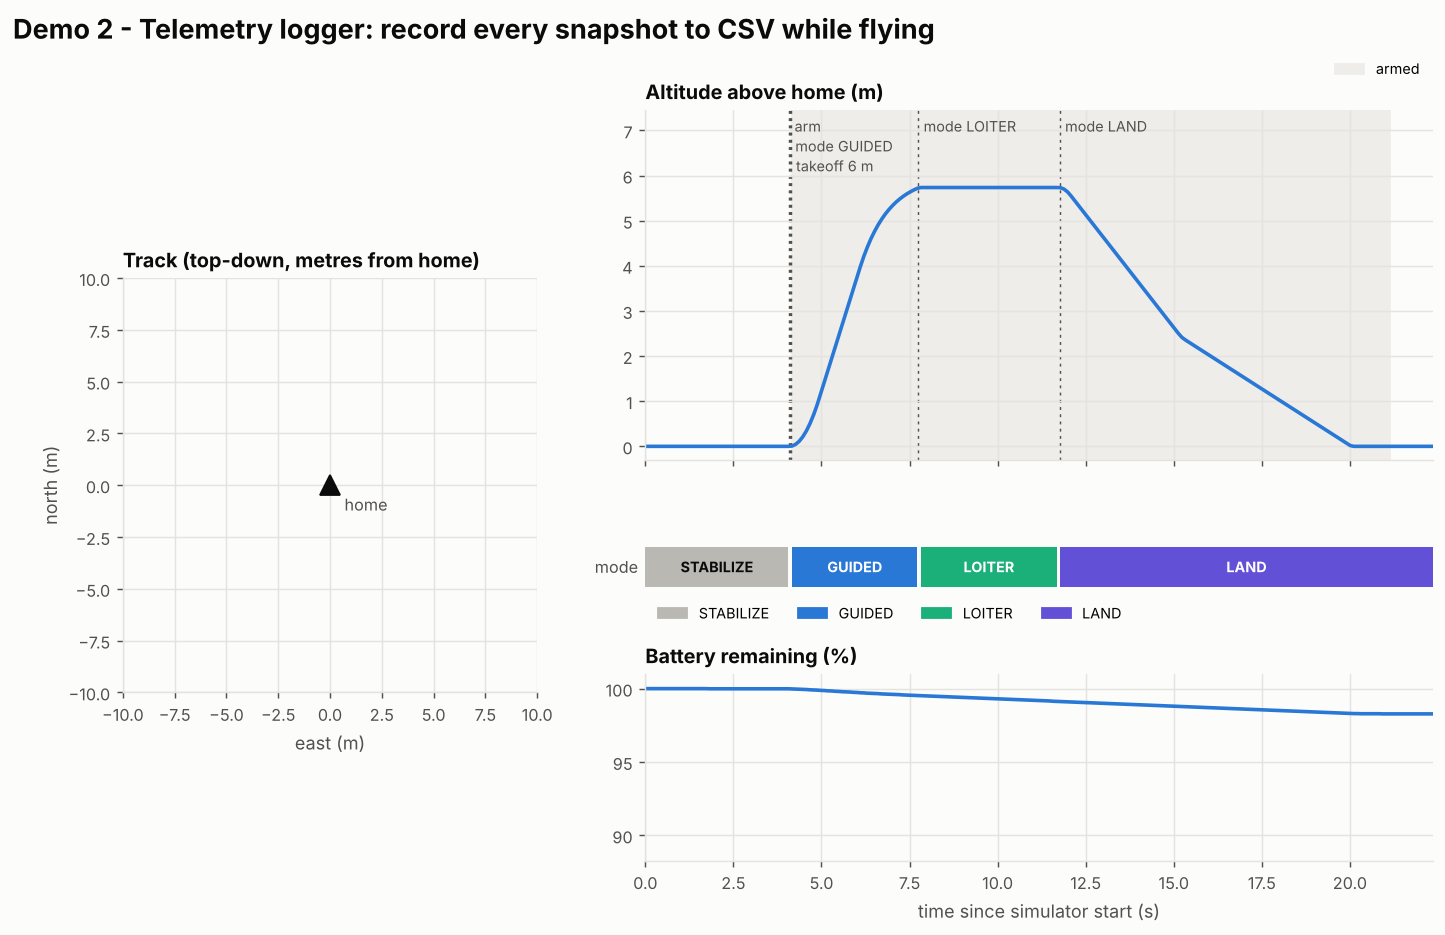 Demo 2 - Telemetry logger: record every snapshot to CSV while flying
armed
Altitude above home (m)
arm
mode GUIDED
takeoff 6 m
mode LOITER
mode LAND
7
6
5
4
3
2
1
0
Track (top-down, metres from home)
10.0
7.5
5.0
2.5
0.0
−2.5
−5.0
−7.5
−10.0
north (m)
home
−10.0 −7.5 −5.0 −2.5 0.0 2.5 5.0 7.5 10.0
east (m)
mode STABILIZE GUIDED LOITER LAND
STABILIZE GUIDED LOITER LAND
Battery remaining (%)
100
95
90
0.0 2.5 5.0 7.5 10.0 12.5 15.0 17.5 20.0
time since simulator start (s)